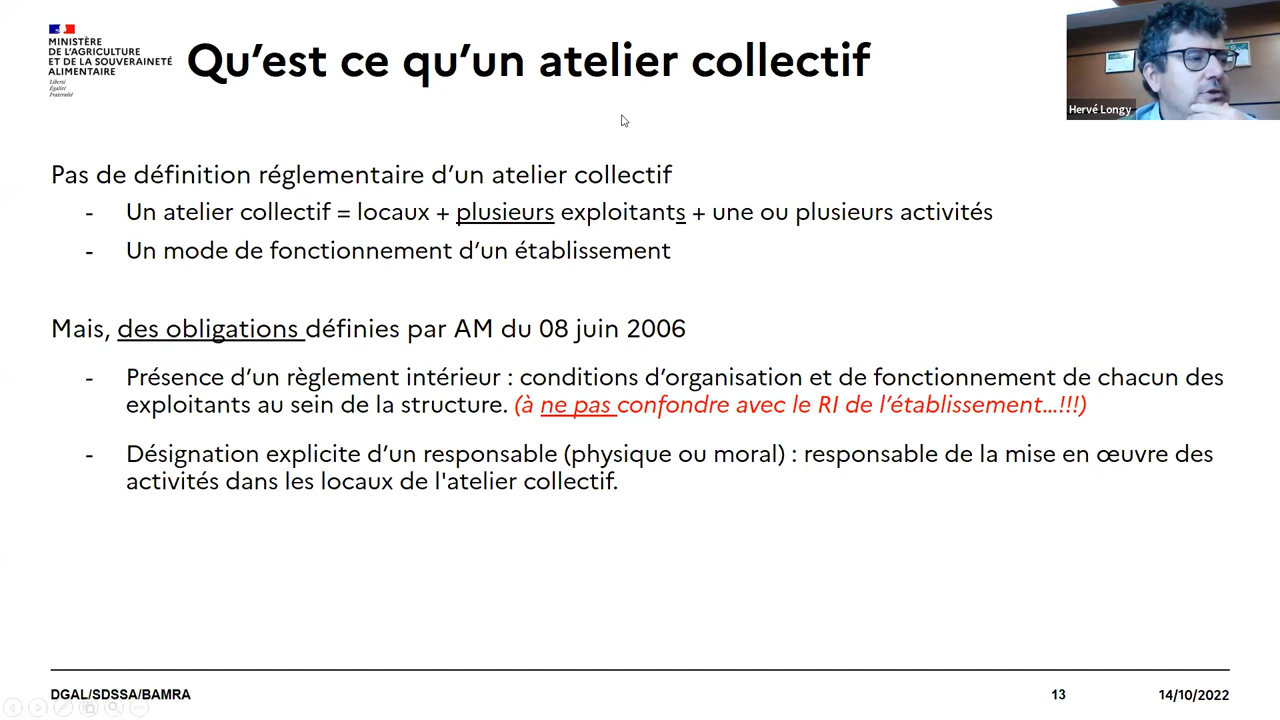 MINISTÈRE
DE L'AGRICULTURE
ET DE LA SOUVERAINETÉ
ALIMENTAIRE
Liberté
Égalité
Fraternité
Qu’est ce qu’un atelier collectif
Hervé Longy
Pas de définition réglementaire d’un atelier collectif
- Un atelier collectif = locaux + plusieurs exploitants + une ou plusieurs activités
- Un mode de fonctionnement d’un établissement
Mais, des obligations définies par AM du 08 juin 2006
- Présence d’un règlement intérieur : conditions d’organisation et de fonctionnement de chacun des
exploitants au sein de la structure. (à ne pas confondre avec le RI de l’établissement…!!!)
- Désignation explicite d’un responsable (physique ou moral) : responsable de la mise en œuvre des
activités dans les locaux de l'atelier collectif.
DGAL/SDSSA/BAMRA
13
14/10/2022